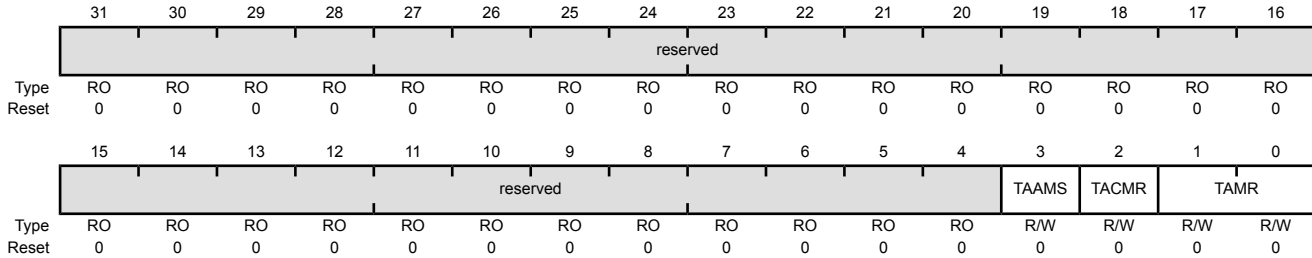 31 30 29 28 27 26 25 24 23 22 21 20 19 18 17 16
reserved
Type RO RO RO RO RO RO RO RO RO RO RO RO RO RO RO RO
Reset 0 0 0 0 0 0 0 0 0 0 0 0 0 0 0 0
15 14 13 12 11 10 9 8 7 6 5 4 3 2 1 0
reserved TAAMS TACMR TAMR
Type RO RO RO RO RO RO RO RO RO RO RO RO R/W R/W R/W R/W
Reset 0 0 0 0 0 0 0 0 0 0 0 0 0 0 0 0